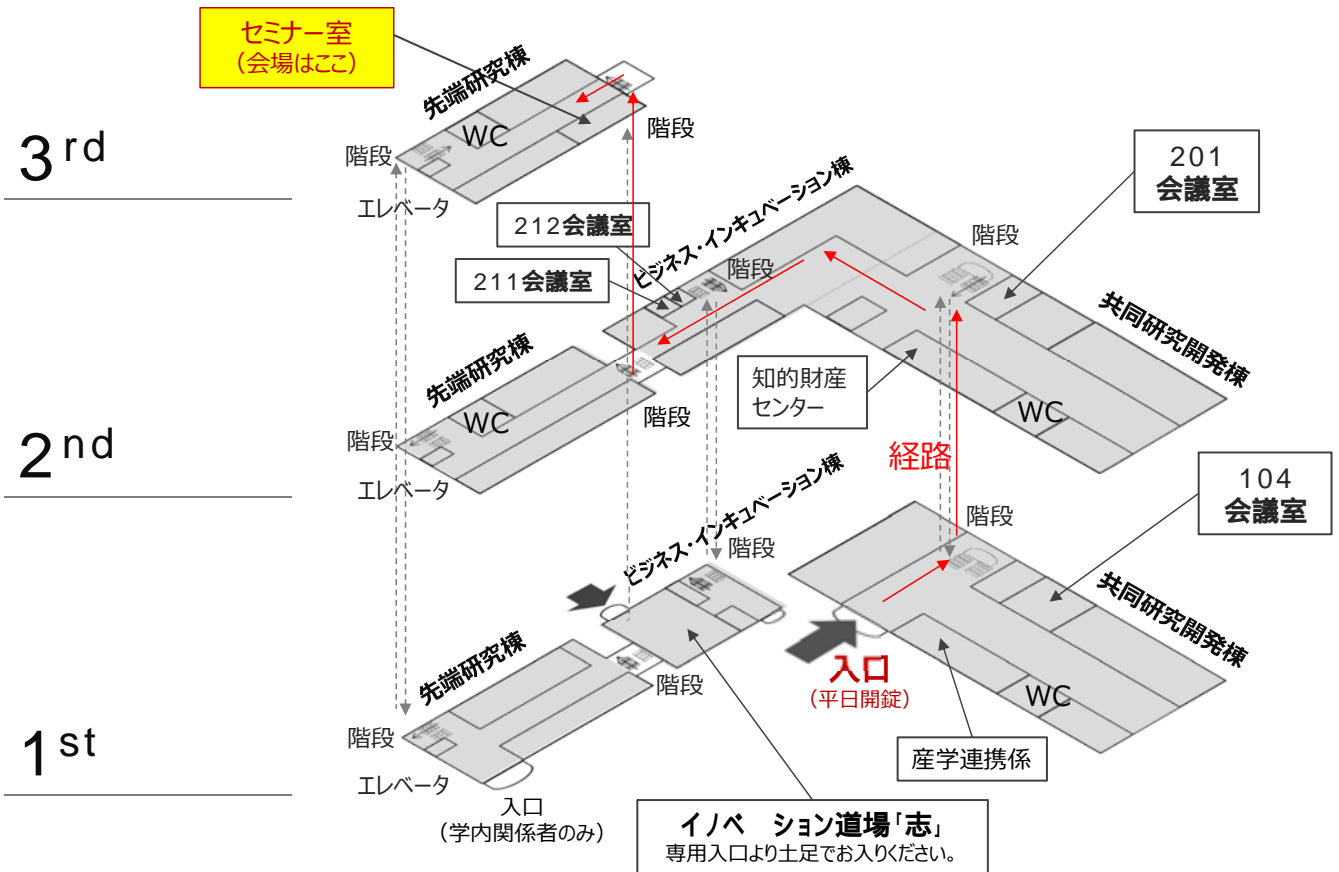 セミナー室
（会場はここ）
先端研究棟
WC
階段
階段
エレベータ
3rd
201
会議室
ビジネス・インキュベーション棟
212会議室
211会議室
階段
階段
共同研究開発棟
先端研究棟
知的財産
センター
WC
WC
階段
階段
エレベータ
2nd
経路
104
会議室
ビジネス・インキュベーション棟
階段
階段
共同研究開発棟
先端研究棟
入口
（平日開錠）
階段
WC
階段
エレベータ
1st
産学連携係
入口
（学内関係者のみ）
イノベ ション道場「志」
専用入口より土足でお入りください。